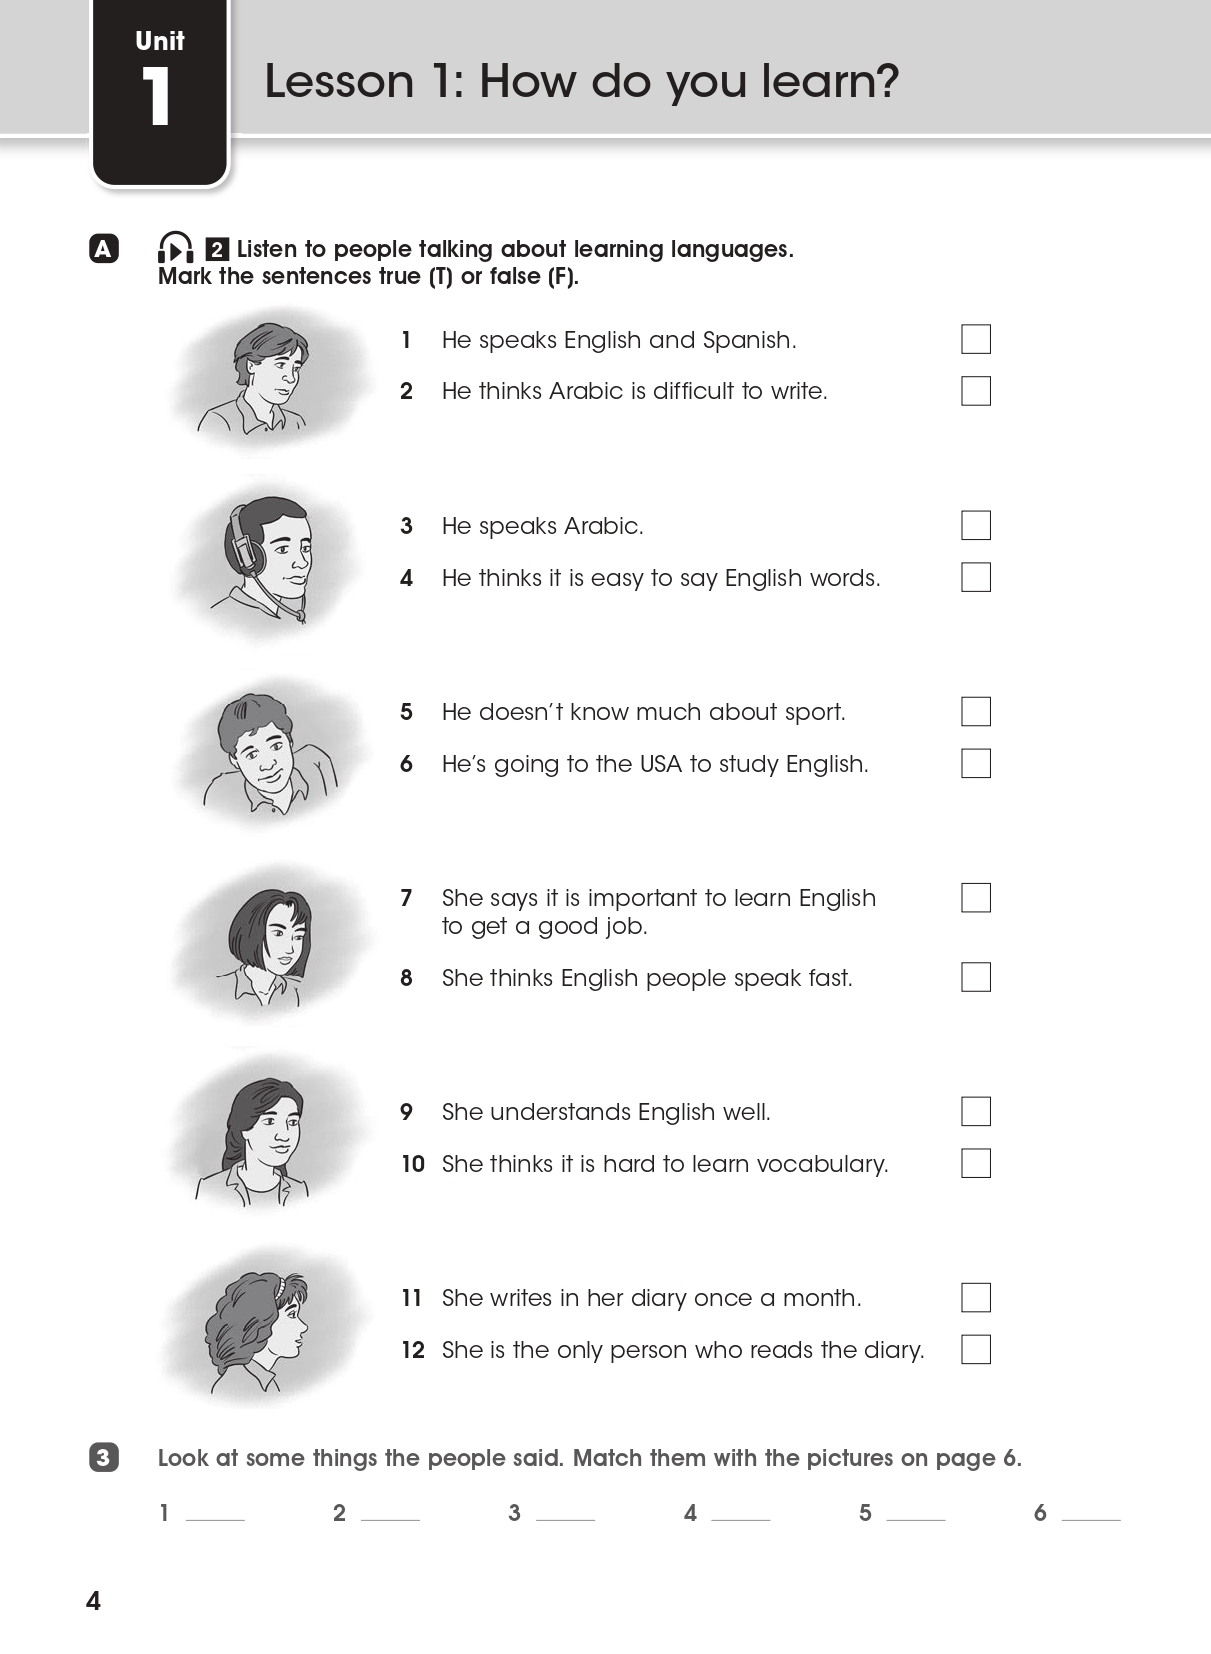 Unit
1
Lesson 1: How do you learn?
A
2 Listen to people talking about learning languages.
Mark the sentences true (T) or false (F).
1 He speaks English and Spanish.
2 He thinks Arabic is difficult to write.
3 He speaks Arabic.
4 He thinks it is easy to say English words.
5 He doesn't know much about sport.
6 He's going to the USA to study English.
7 She says it is important to learn English
to get a good job.
8 She thinks English people speak fast.
9 She understands English well.
10 She thinks it is hard to learn vocabulary.
11 She writes in her diary once a month.
12 She is the only person who reads the diary.
3 Look at some things the people said. Match them with the pictures on page 6.
1 _____ 2 _____ 3 _____ 4 _____ 5 _____ 6 _____
4